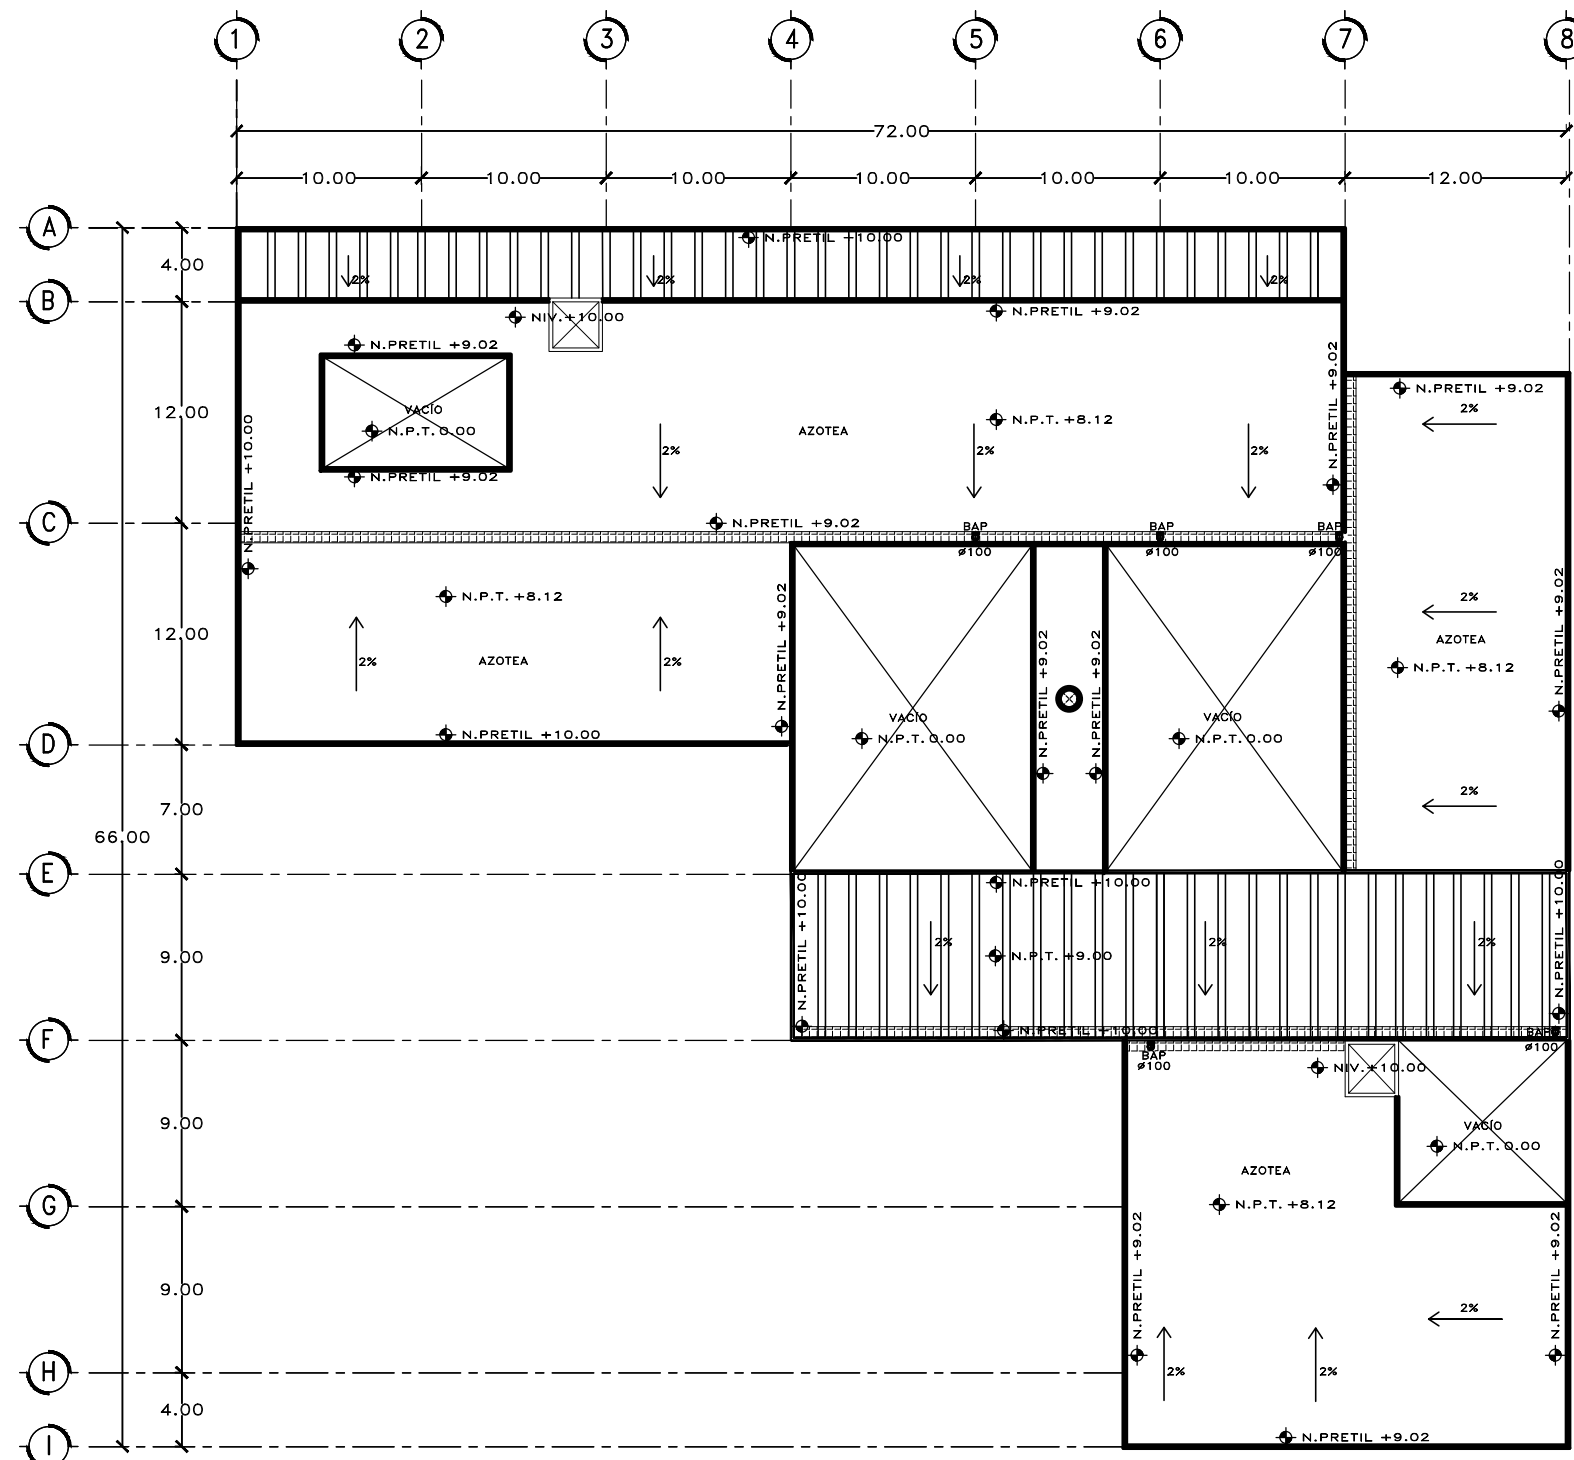 1 2 3 4 5 6 7 8
72.00
10.00 10.00 10.00 10.00 10.00 10.00 12.00
A
N.PRETIL +10.00
4.00
2% 2% 2% 2%
B
NIV.+10.00
N.PRETIL +9.02
N.PRETIL +9.02
N.PRETIL +9.02
N.PRETIL +9.02
2%
VACÍO
12.00
N.P.T. +8.12
N.P.T. 0.00
AZOTEA
2% 2% 2%
N.PRETIL +10.00
N.PRETIL +9.02
C
N.PRETIL +9.02
BAP BAP BAP
ø100 ø100 ø100
N.P.T. +8.12
2%
12.00
N.PRETIL +9.02
N.PRETIL +9.02
N.PRETIL +9.02
N.PRETIL +9.02
AZOTEA
2% 2%
AZOTEA
N.P.T. +8.12
VACÍO
VACÍO
D
N.PRETIL +10.00
N.P.T. 0.00
N.P.T. 0.00
7.00
2%
66.00
E
N.PRETIL +10.00
N.PRETIL +10.00
N.PRETIL +10.00
2% 2% 2%
9.00
N.P.T. +9.00
F
N.PRETIL +10.00
BAP
ø100
BAP
ø100
NIV.+10.00
9.00
VACÍO
N.P.T. 0.00
AZOTEA
G
N.P.T. +8.12
N.PRETIL +9.02
N.PRETIL +9.02
9.00
2%
H
2% 2%
4.00
I
N.PRETIL +9.02